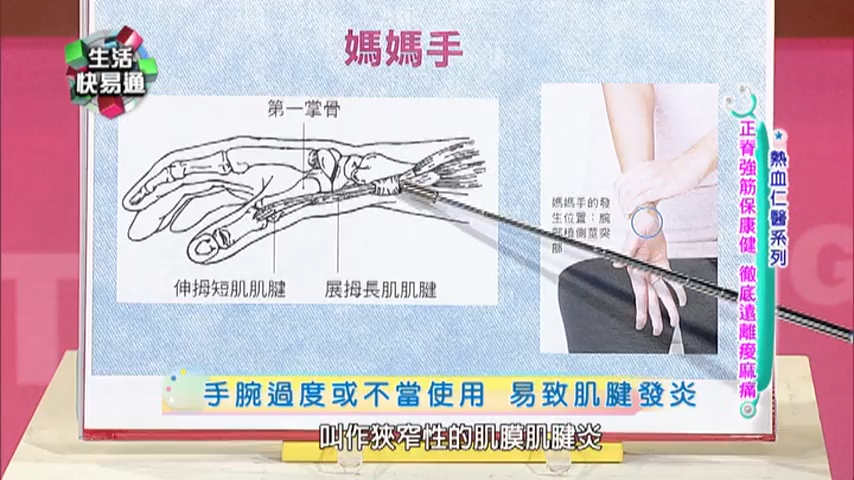 生活
快易通
媽媽手
第一掌骨
伸拇短肌肌腱
展拇長肌肌腱
媽媽手的發
生位置：腕
部橈側莖突
部
熱血仁醫系列
正脊強筋保康健 徹底遠離痠麻痛
手腕過度或不當使用 易致肌腱發炎
叫作狹窄性的肌膜肌腱炎